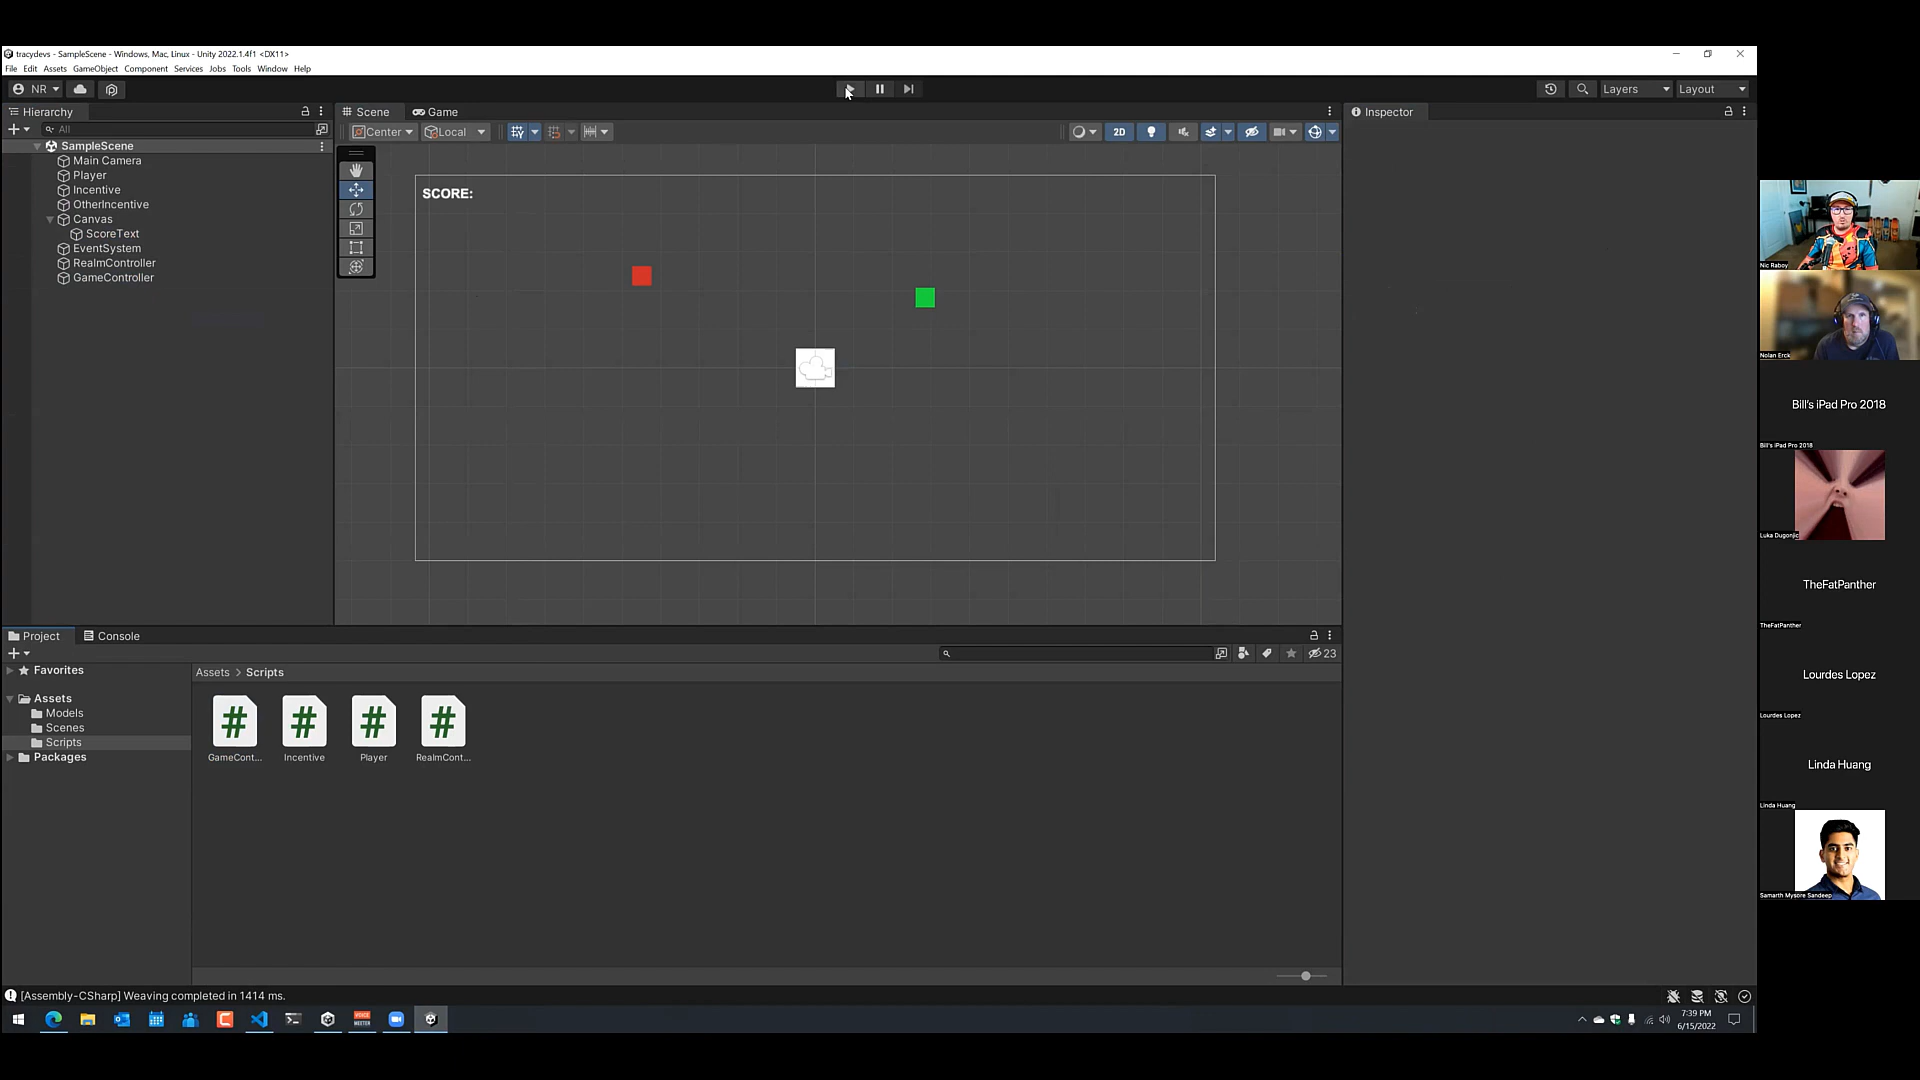 tracydevs - SampleScene - Windows, Mac, Linux - Unity 2022.1.4f1 <DX11>
File Edit Assets GameObject Component Services Jobs Tools Window Help
NR
Layers
Layout
Hierarchy
Scene
Game
Inspector
All
Center
Local
2D
SampleScene
Main Camera
Player
Incentive
OtherIncentive
Canvas
ScoreText
EventSystem
RealmController
GameController
SCORE:
Project
Console
23
Favorites
Assets > Scripts
Assets
Models
Scenes
Scripts
Packages
GameCont...
Incentive
Player
RealmCont...
[Assembly-CSharp] Weaving completed in 1414 ms.
VOICE
MEETER
7:39 PM
6/15/2022
Nic Raboy
Nolan Erck
Bill's iPad Pro 2018
Bill's iPad Pro 2018
Luka Dugonjic
TheFatPanther
TheFatPanther
Lourdes Lopez
Lourdes Lopez
Linda Huang
Linda Huang
Samarth Mysore Sandeep